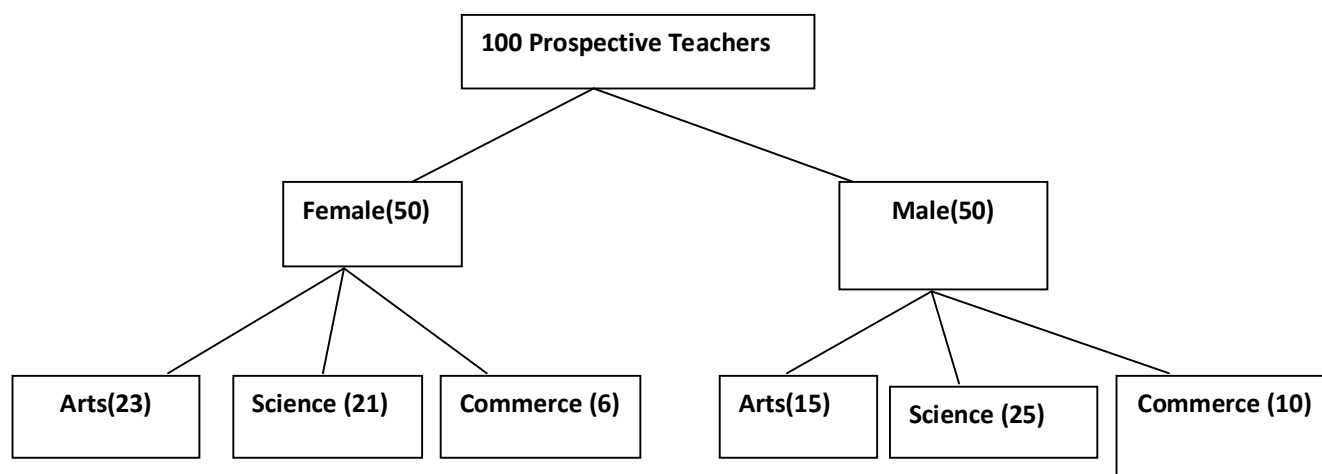 100 Prospective Teachers
Female(50)
Male(50)
Arts(23)
Science (21)
Commerce (6)
Arts(15)
Science (25)
Commerce (10)